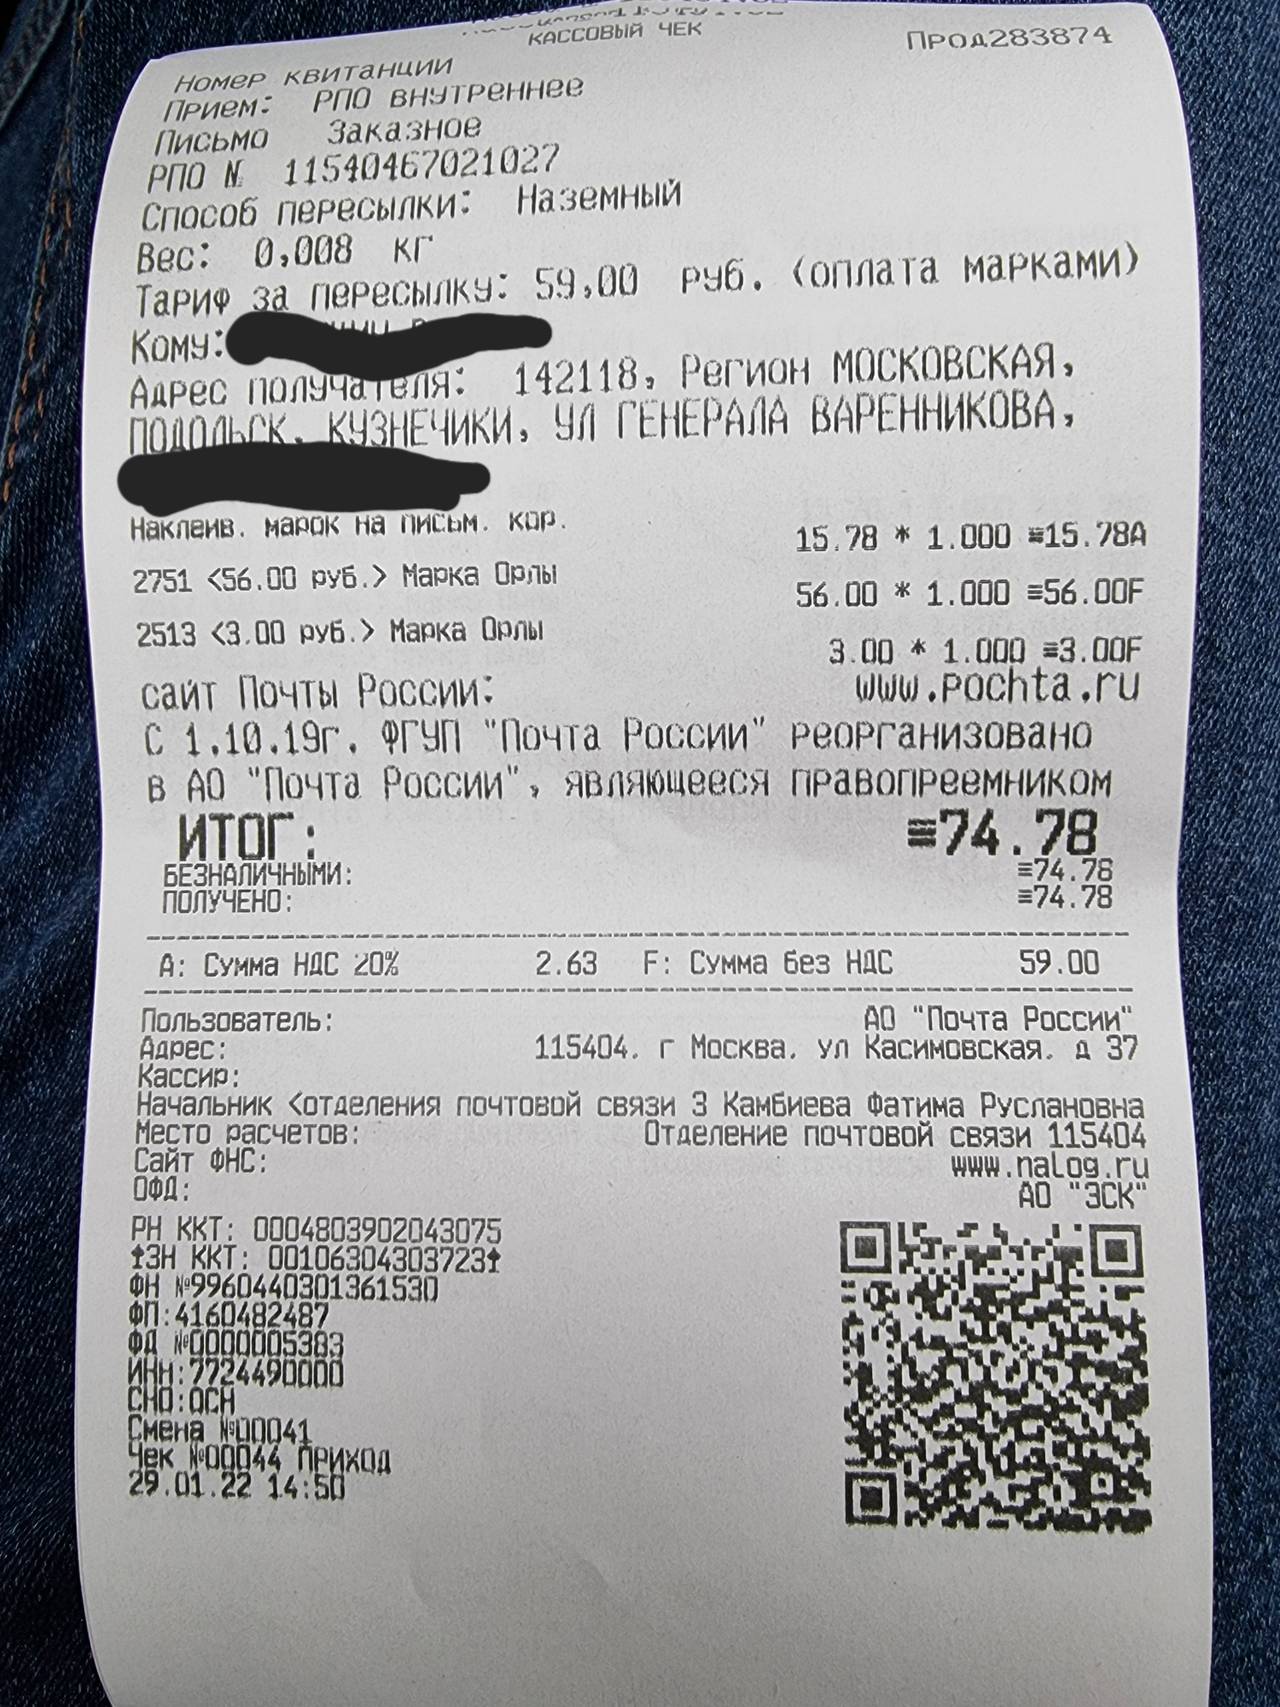 КАССОВЫЙ ЧЕК
Прод283874
Номер квитанции
Прием: РПО внутреннее
Письмо Заказное
РПО № 11540467021027
Способ пересылки: Наземный
Вес: 0,008 кг
Тариф за пересылку: 59,00 руб. (оплата марками)
Кому:
Адрес получателя: 142118, Регион МОСКОВСКАЯ,
ПОДОЛЬСК, КУЗНЕЧИКИ, УЛ ГЕНЕРАЛА ВАРЕННИКОВА,
Наклеив. марок на письм. кор.
15.78 * 1.000 ≡15.78А
2751 <56.00 руб.> Марка Орлы
56.00 * 1.000 ≡56.00F
2513 <3.00 руб.> Марка Орлы
3.00 * 1.000 ≡3.00F
сайт Почты России: www.pochta.ru
С 1.10.19г. ФГУП "Почта России" реорганизовано
в АО "Почта России", являющееся правопреемником
ИТОГ: ≡74.78
БЕЗНАЛИЧНЫМИ: ≡74.78
ПОЛУЧЕНО: ≡74.78
А: Сумма НДС 20% 2.63 F: Сумма без НДС 59.00
Пользователь: АО "Почта России"
Адрес: 115404. г Москва. ул Касимовская. д 37
Кассир:
Начальник <отделения почтовой связи 3 Камбиева Фатима Руслановна
Место расчетов: Отделение почтовой связи 115404
Сайт ФНС: www.nalog.ru
ОФД: АО "ЭСК"
РН ККТ: 0004803902043075
↟ЗН ККТ: 00106304303723↟
ФН №9960440301361530
ФП:4160482487
ФД №0000005383
ИНН:7724490000
СНО:ОСН
Смена №00041
Чек №00044 ПРИХОД
29.01.22 14:50